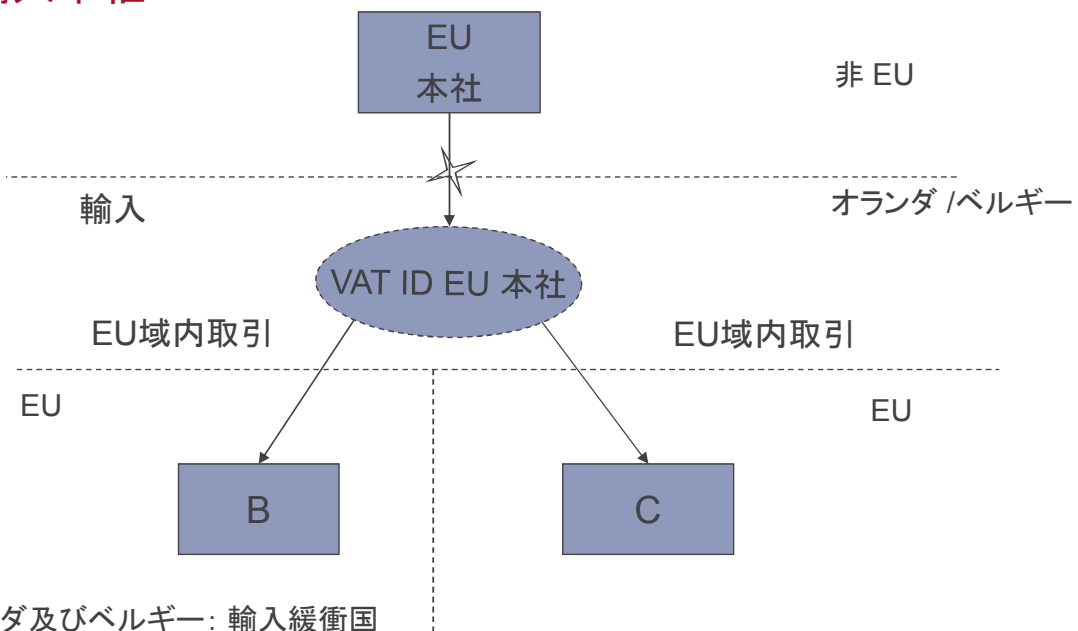 EU
本社
非 EU
輸入
オランダ /ベルギー
VAT ID EU 本社
EU域内取引
EU域内取引
EU
EU
B
C
ダ及びベルギー: 輸入緩衝国